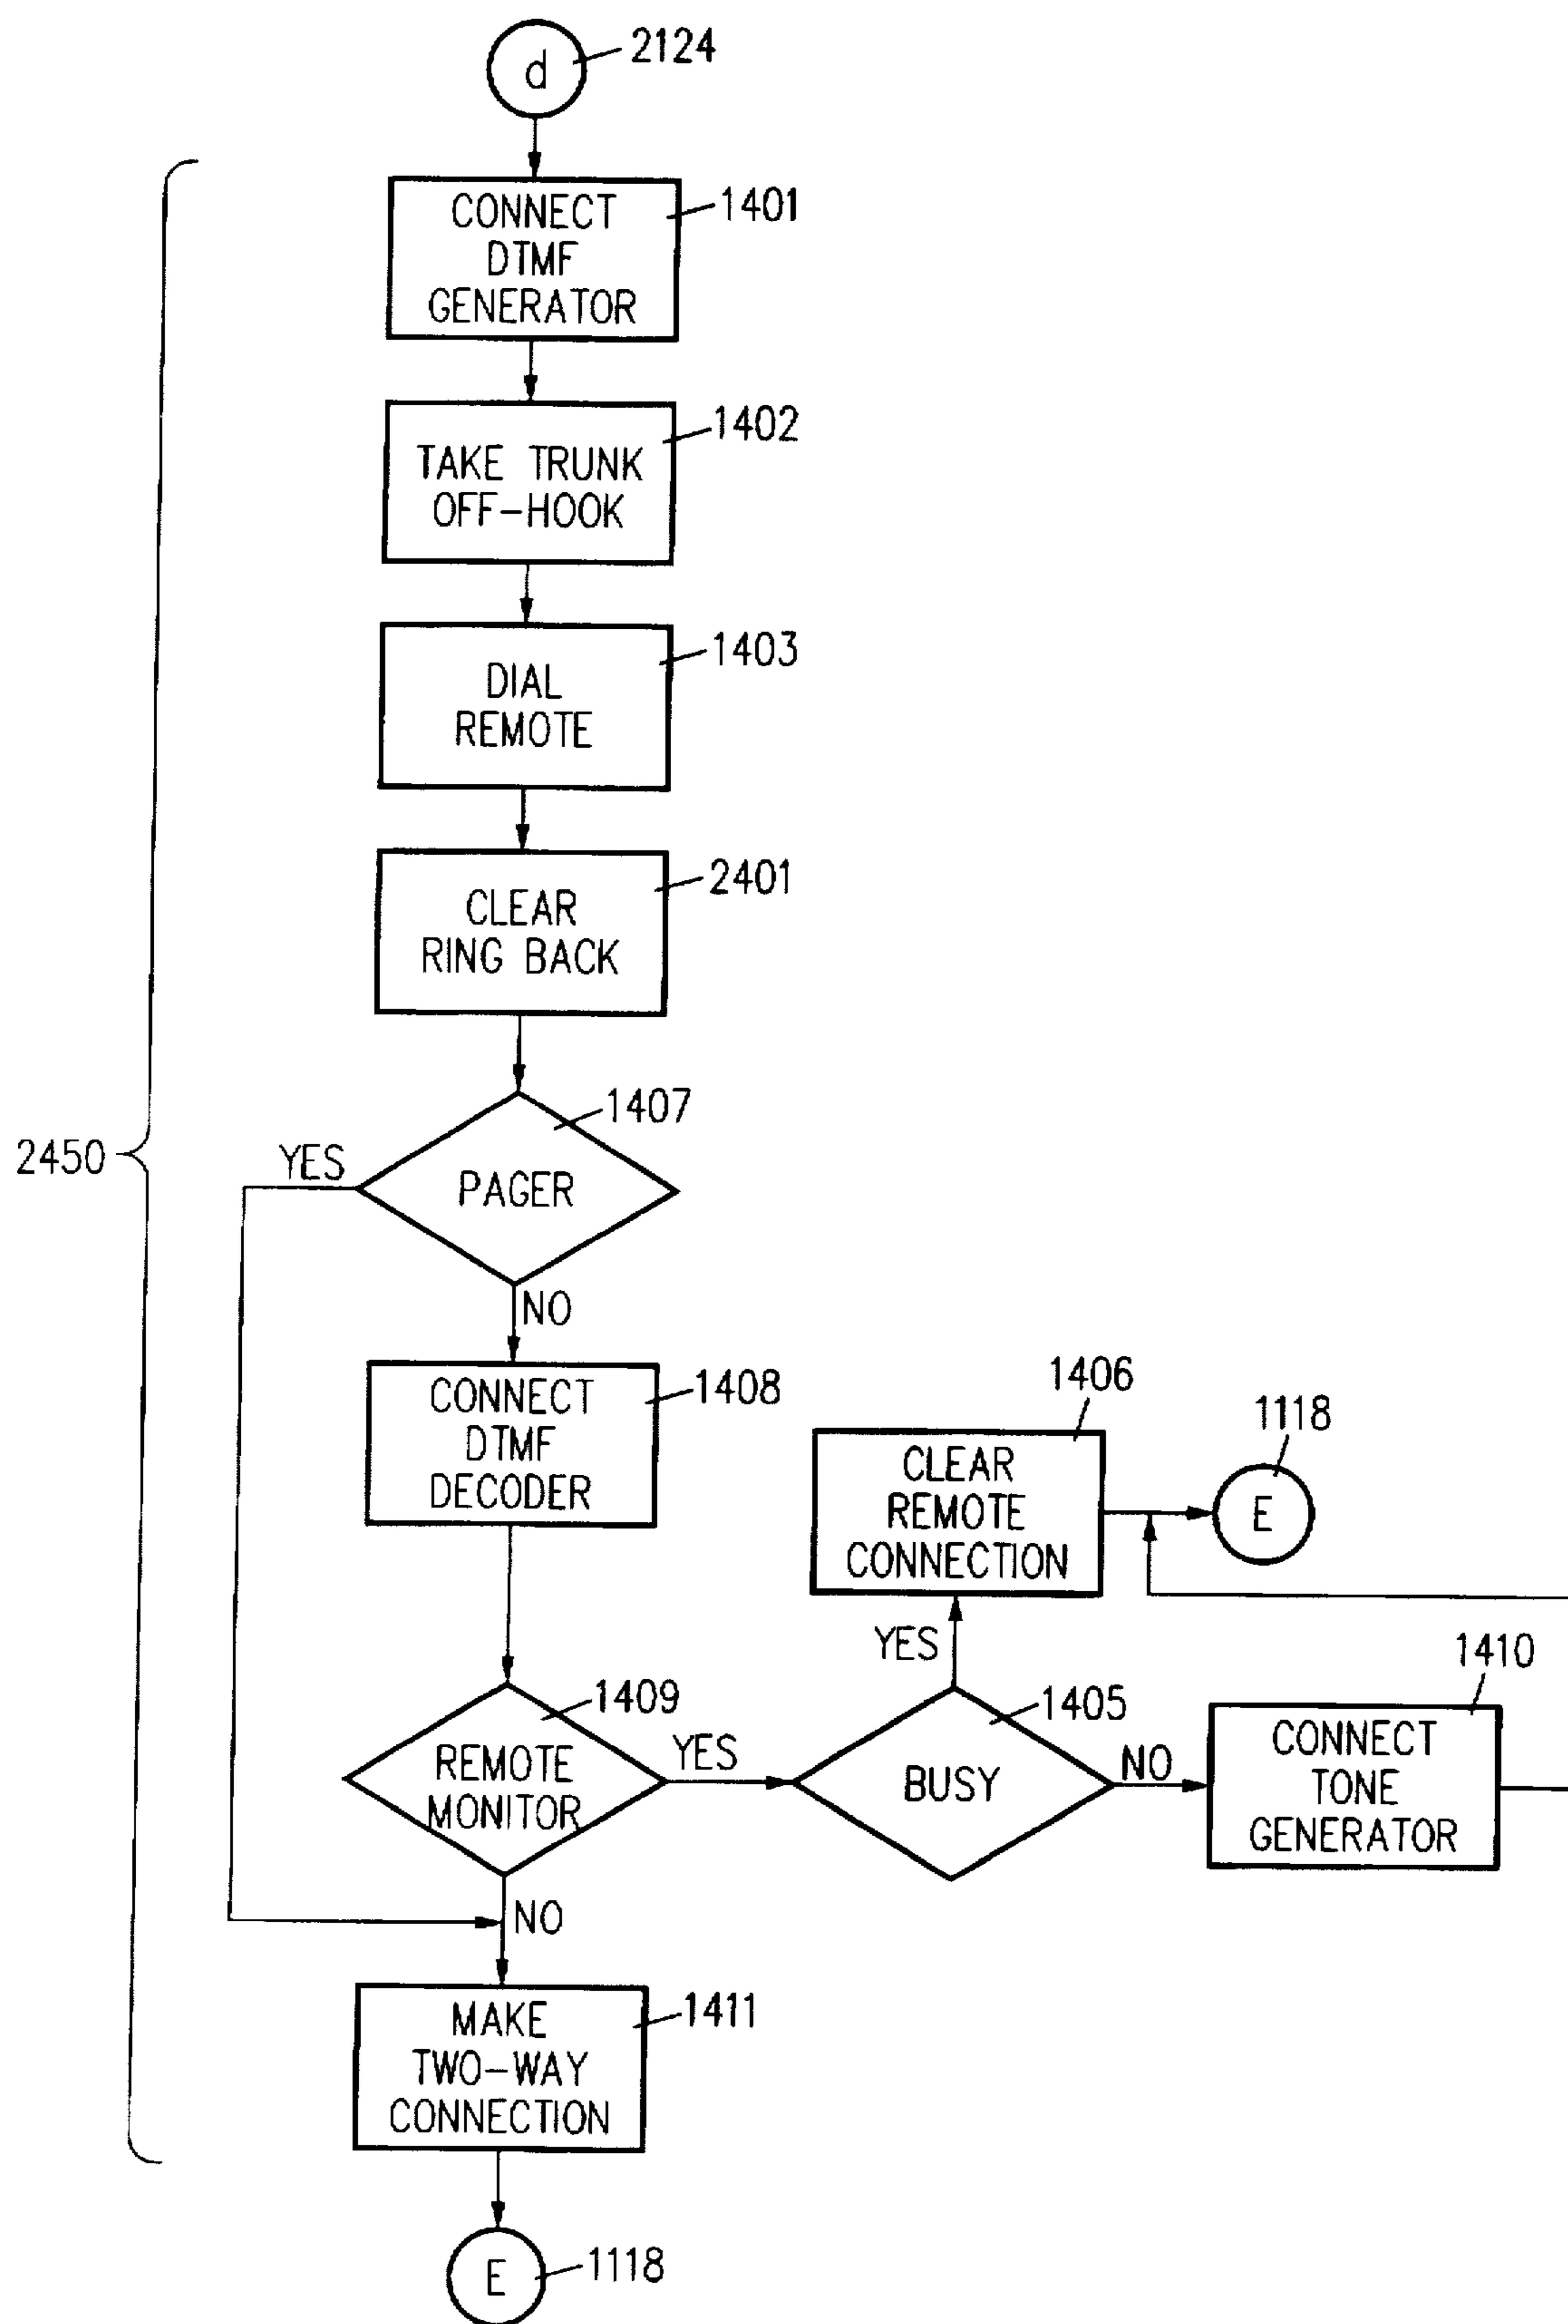 d
2124
CONNECT
DTMF
GENERATOR
1401
TAKE TRUNK
OFF-HOOK
1402
DIAL
REMOTE
1403
CLEAR
RING BACK
2401
2450
YES
PAGER
1407
NO
CONNECT
DTMF
DECODER
1408
CLEAR
REMOTE
CONNECTION
1406
E
1118
REMOTE
MONITOR
1409
YES
BUSY
1405
YES
NO
CONNECT
TONE
GENERATOR
1410
NO
MAKE
TWO-WAY
CONNECTION
1411
E
1118